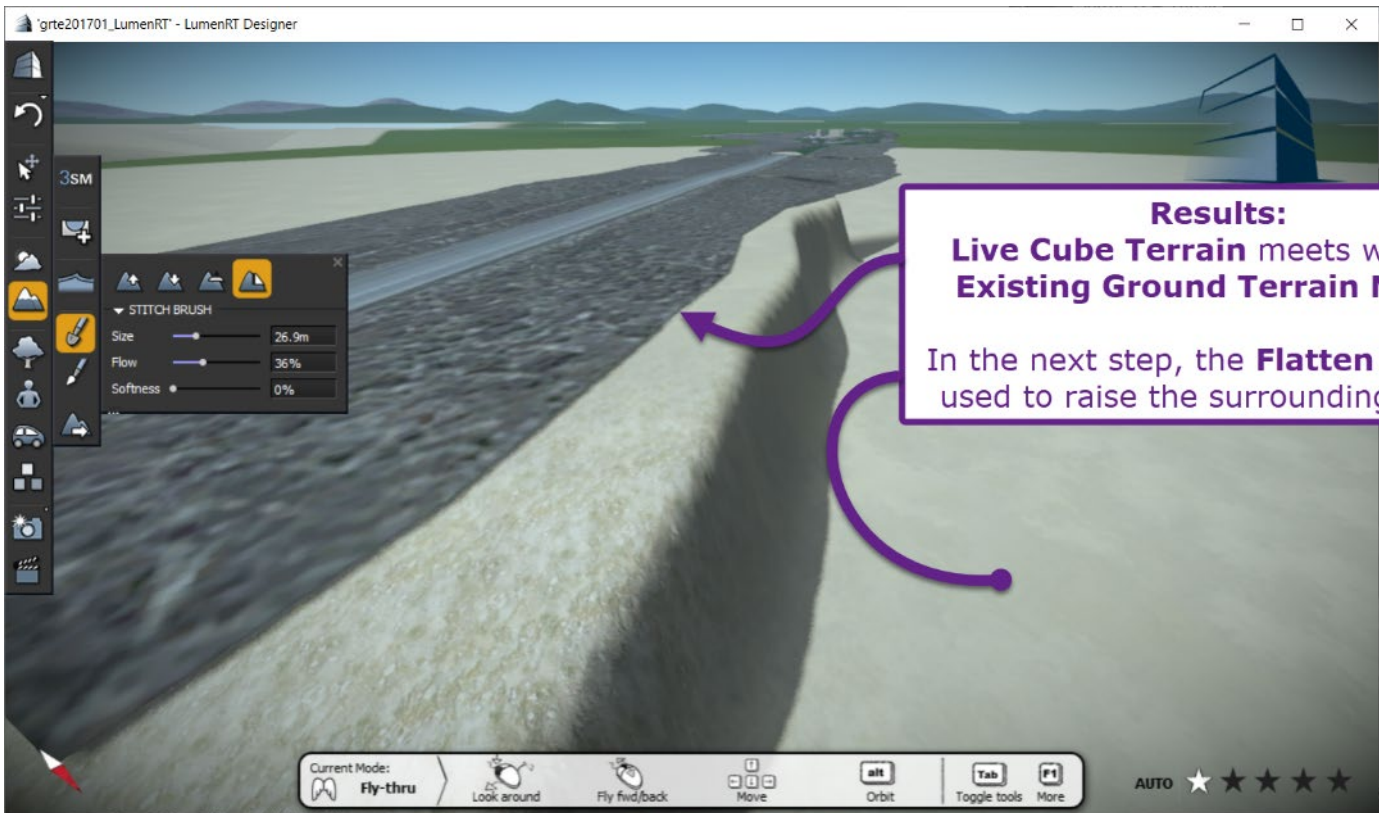 'grte201701_LumenRT' - LumenRT Designer
3SM
STITCH BRUSH
Size 26.9m
Flow 36%
Softness 0%
...
Results:
Live Cube Terrain meets w
Existing Ground Terrain
In the next step, the Flatten
used to raise the surrounding
Current Mode:
Fly-thru
Look around
Fly fwd/back
Move
alt
Orbit
Tab
Toggle tools
F1
More
AUTO